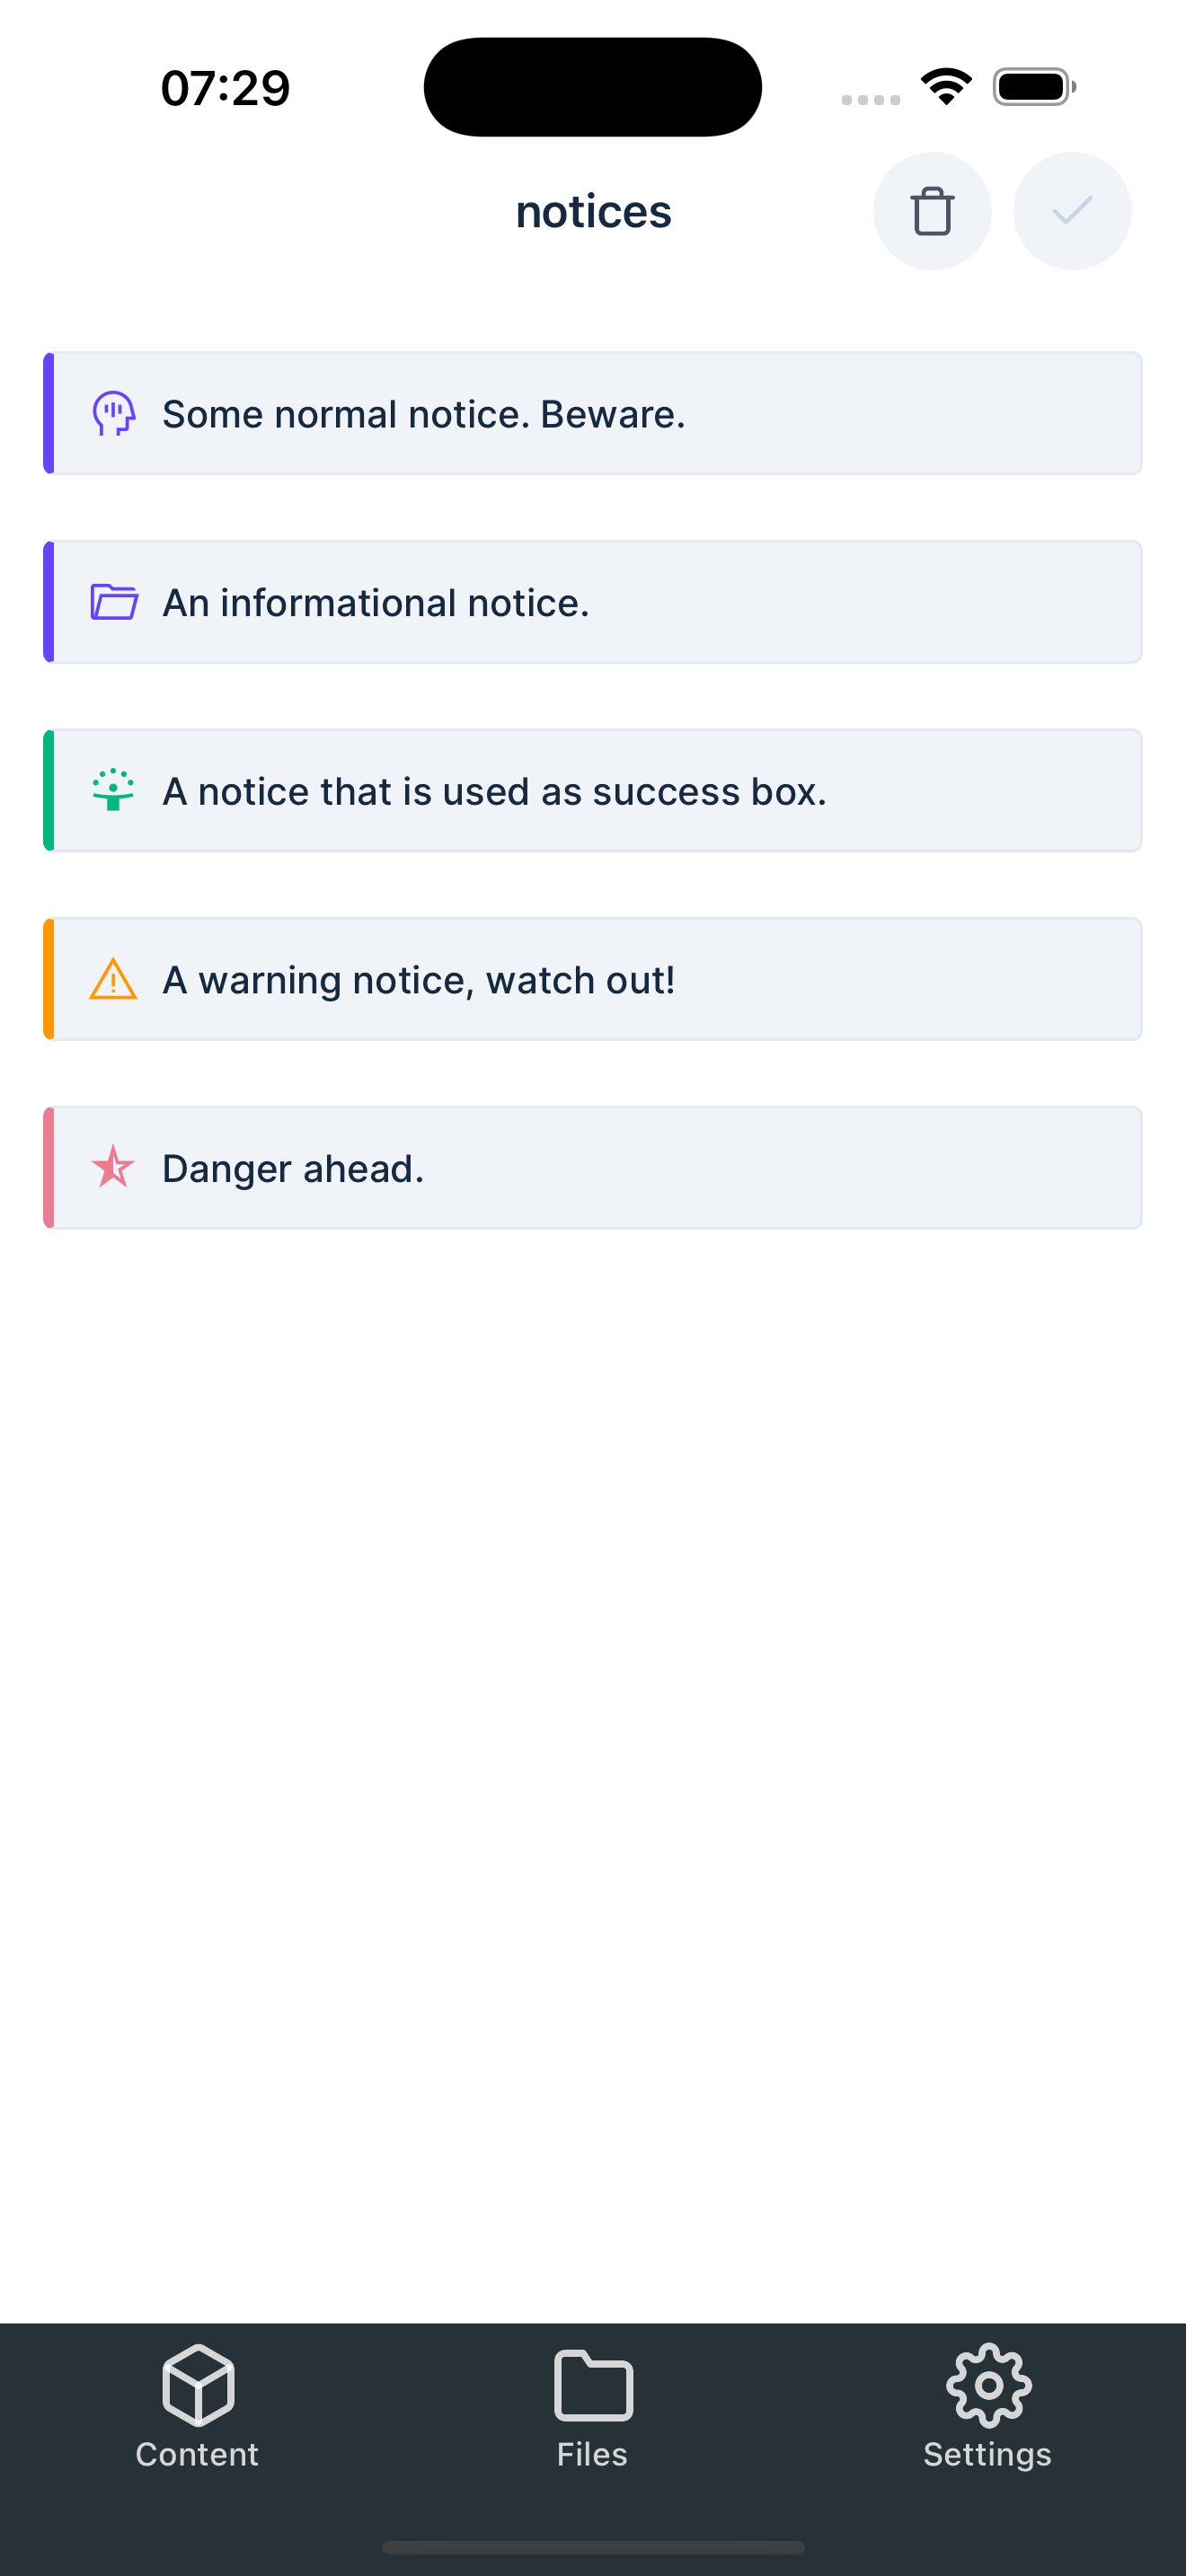 07:29
notices
Some normal notice. Beware.
An informational notice.
A notice that is used as success box.
A warning notice, watch out!
Danger ahead.
Content
Files
Settings